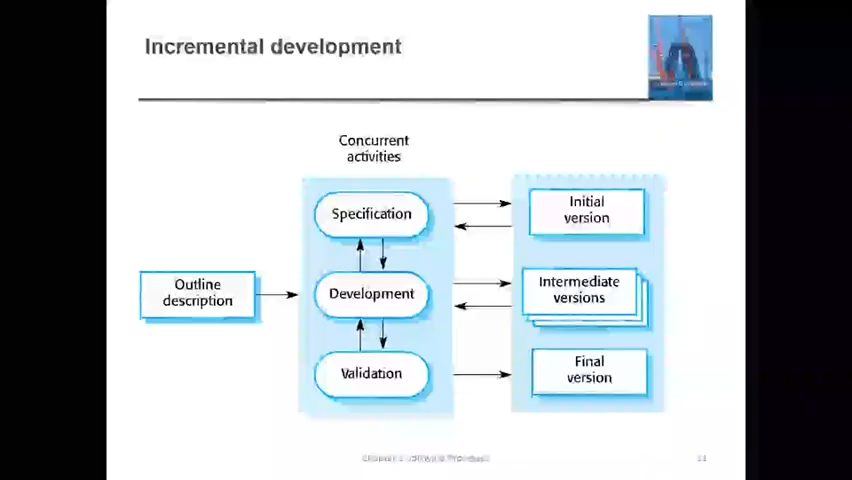 Incremental development
Concurrent
activities
Specification
Initial
version
Outline
description
Development
Intermediate
versions
Validation
Final
version